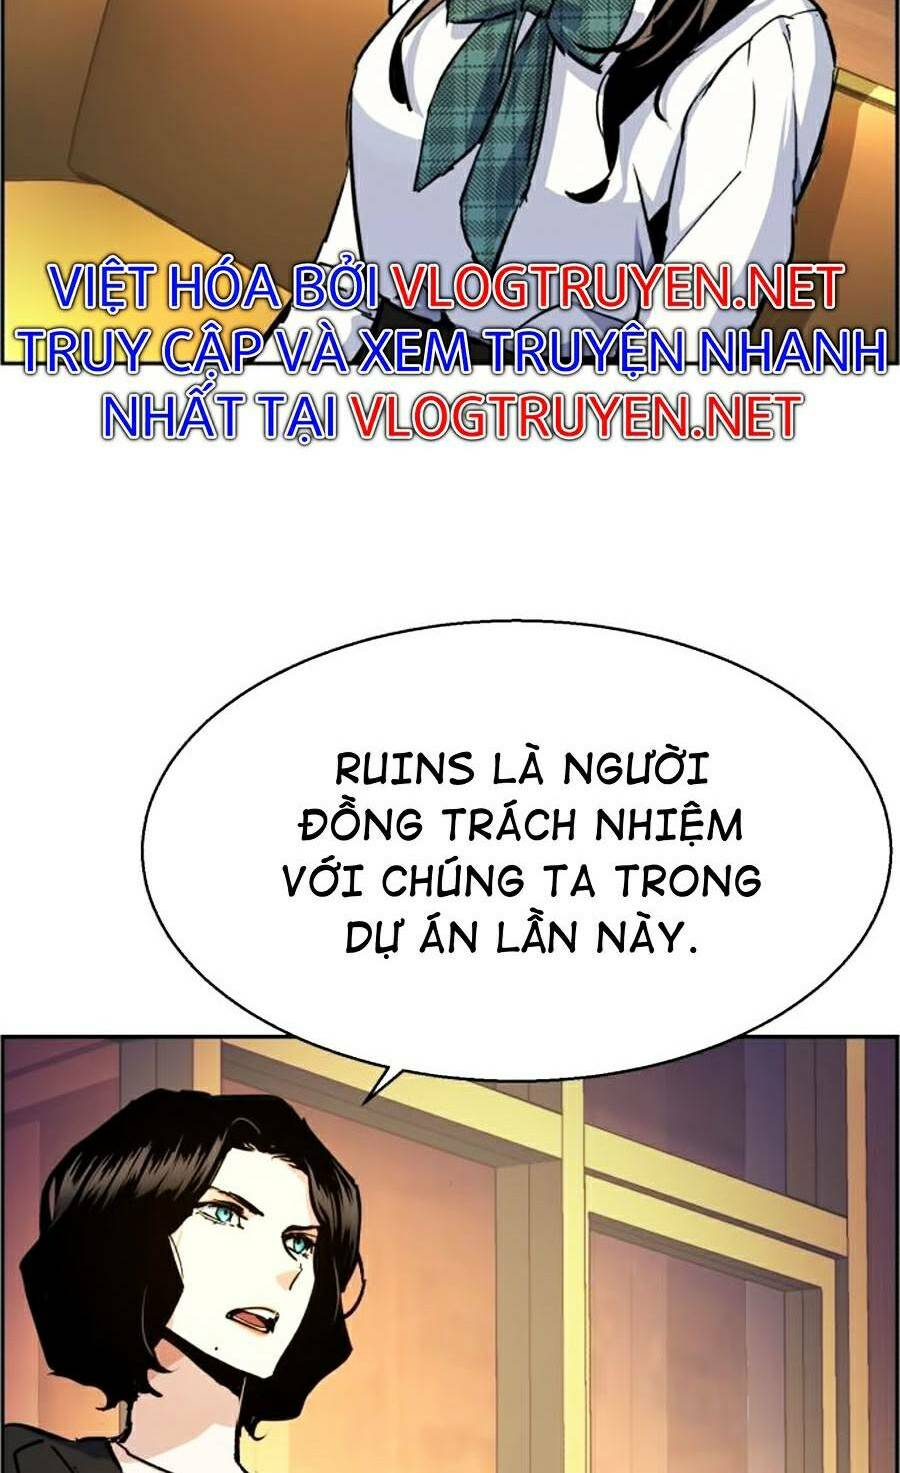 VIỆT HÓA BỞI VLOGTRUYEN.NET
TRUY CẬP VÀ XEM TRUYỆN NHANH
NHẤT TẠI VLOGTRUYEN.NET
RUINS LÀ NGƯỜI
ĐỒNG TRÁCH NHIỆM
VỚI CHÚNG TA TRONG
DỰ ÁN LẦN NÀY.